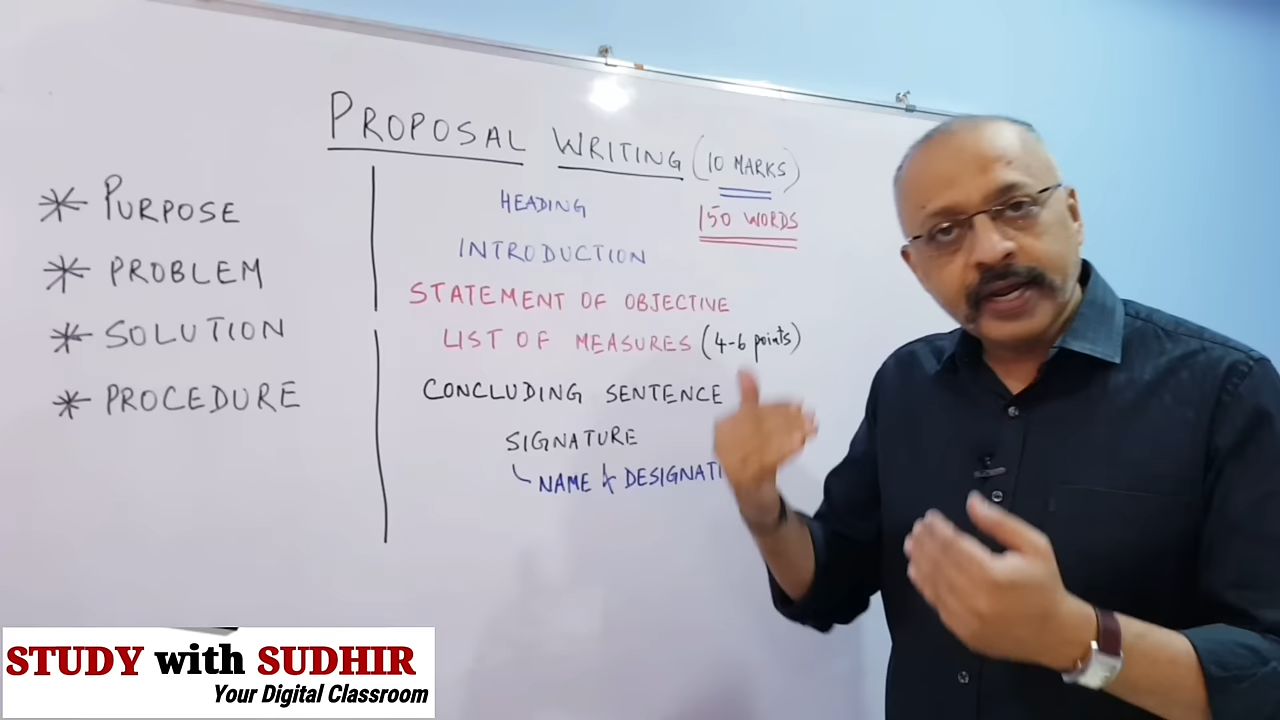 PROPOSAL WRITING (10 MARKS)
* PURPOSE
* PROBLEM
* SOLUTION
* PROCEDURE
HEADING
150 WORDS
INTRODUCTION
STATEMENT OF OBJECTIVE
LIST OF MEASURES (4-6 points)
CONCLUDING SENTENCE
SIGNATURE
NAME & DESIGNATI
STUDY with SUDHIR
Your Digital Classroom